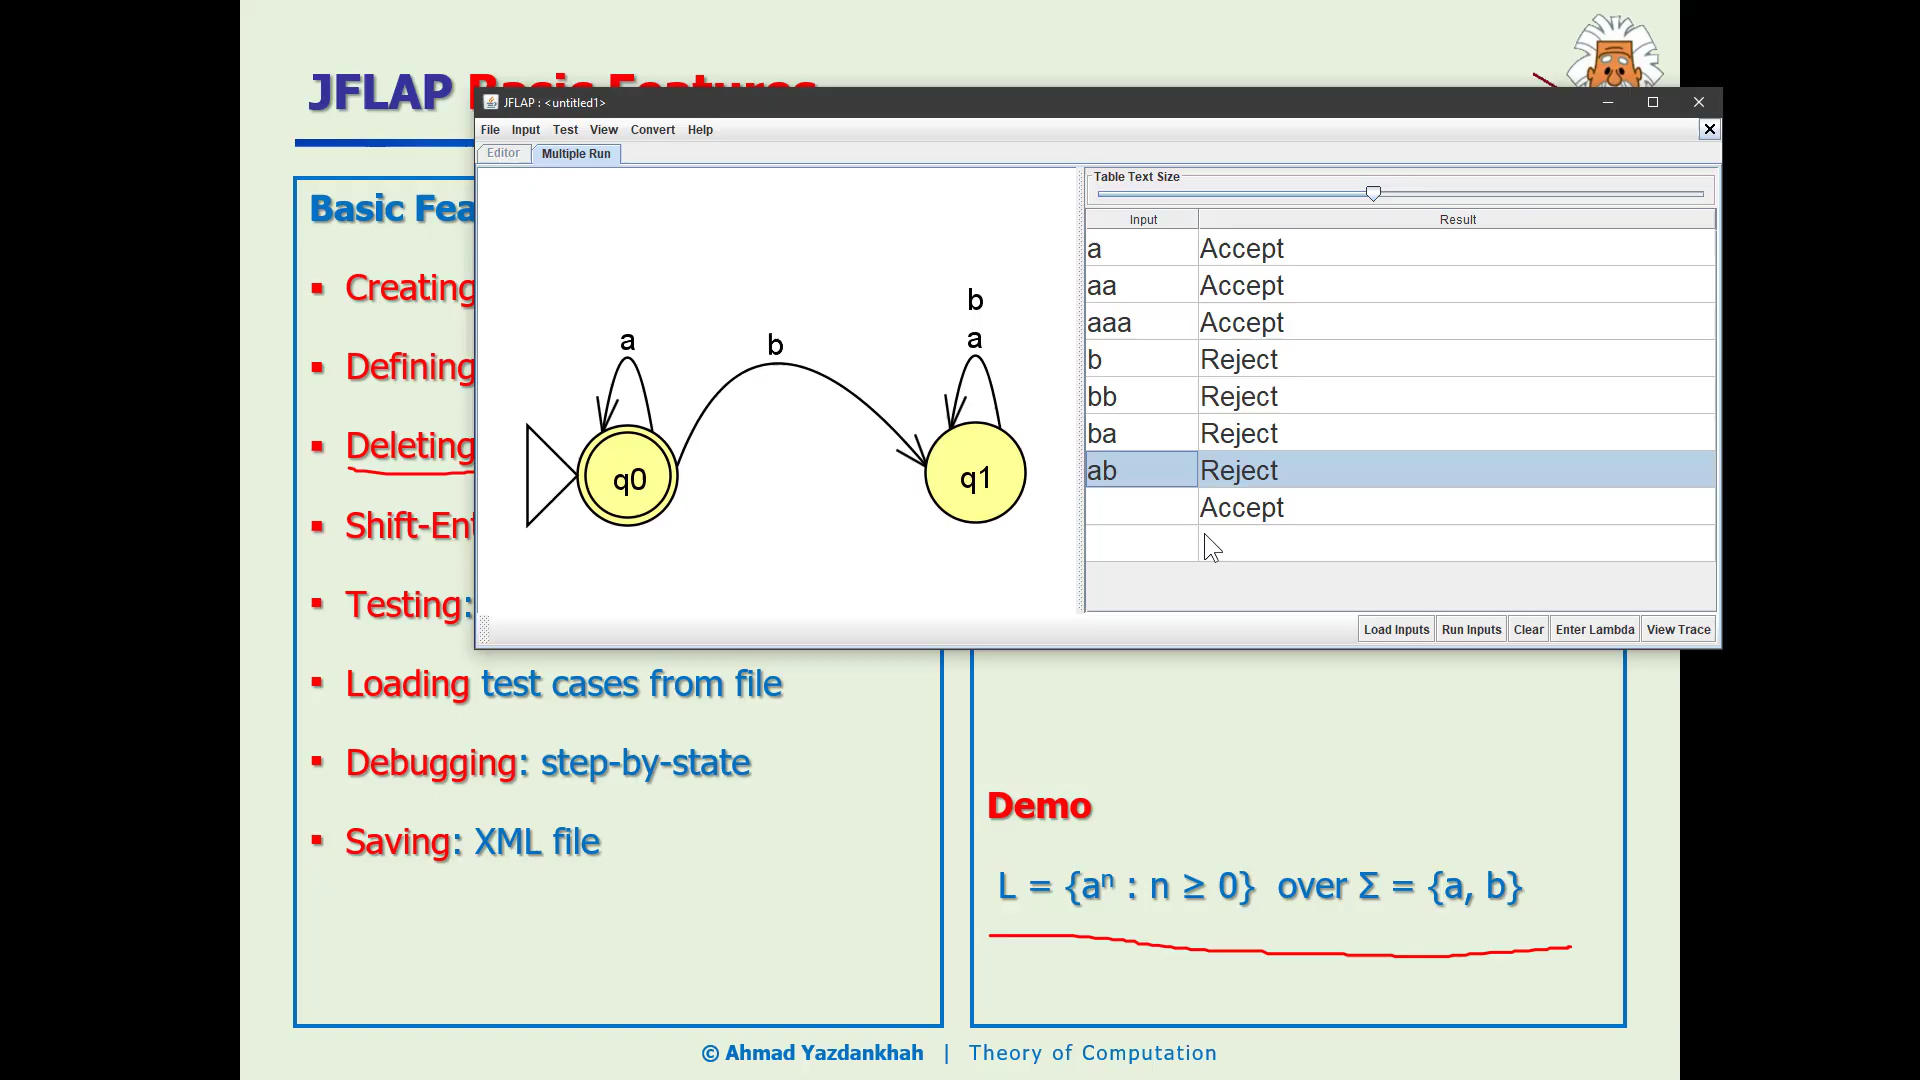 JFLAP Basic Features
JFLAP : <untitled1>
File Input Test View Convert Help
Editor Multiple Run
Table Text Size
Input Result
a Accept
aa Accept
aaa Accept
b Reject
bb Reject
ba Reject
ab Reject
Accept
a
b
b
a
q0
q1
Load Inputs Run Inputs Clear Enter Lambda View Trace
Basic Fea
Creating
Defining
Deleting
Shift-Ent
Testing:
Loading test cases from file
Debugging: step-by-state
Saving: XML file
Demo
L = {aⁿ : n ≥ 0} over Σ = {a, b}
© Ahmad Yazdankhah | Theory of Computation